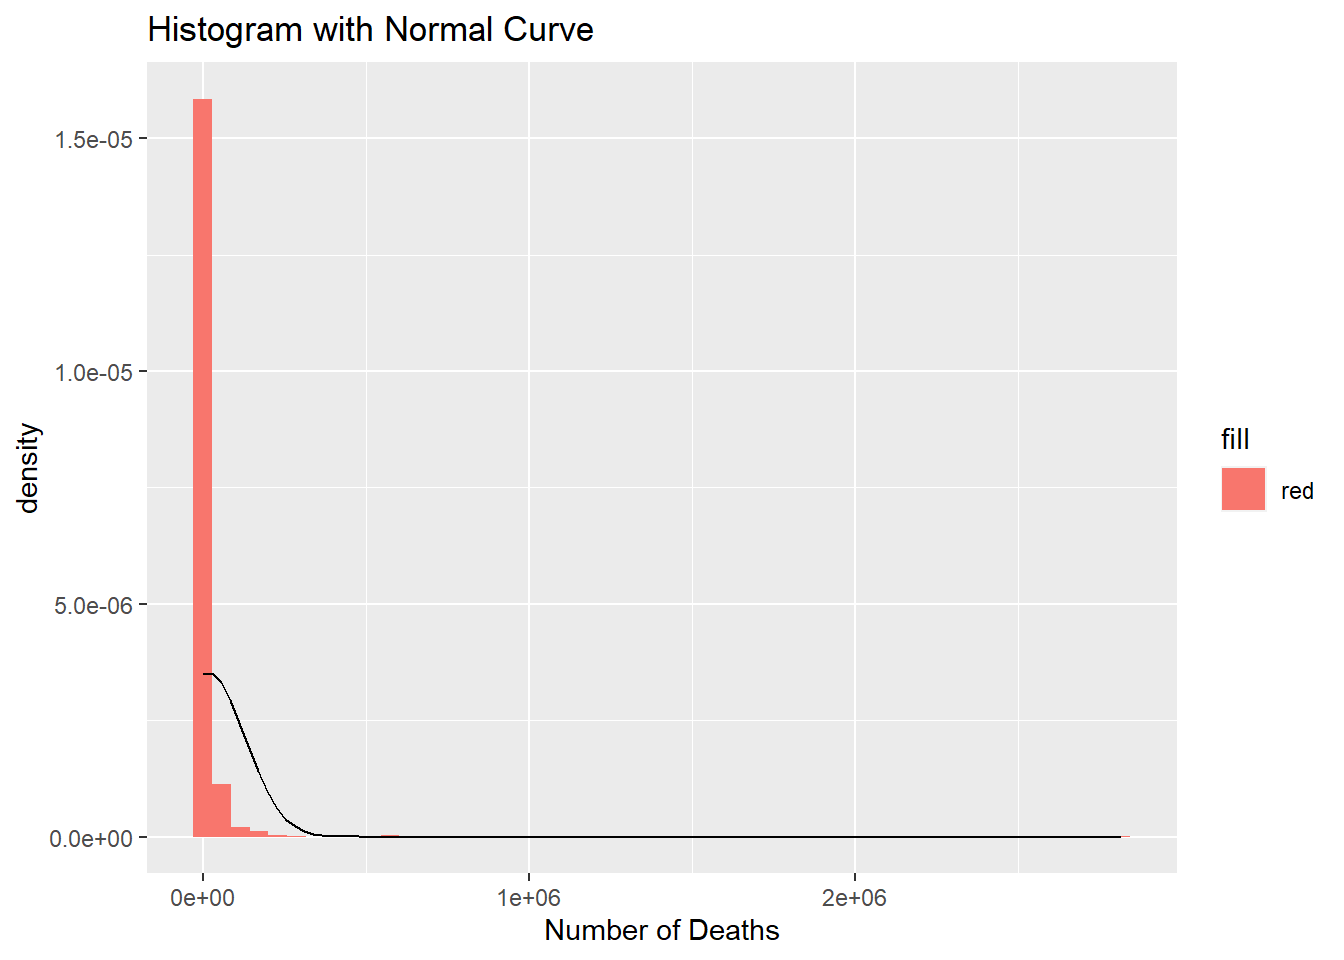 Histogram with Normal Curve
1.5e-05
1.0e-05
5.0e-06
0.0e+00
density
0e+00 1e+06 2e+06
Number of Deaths
fill
red